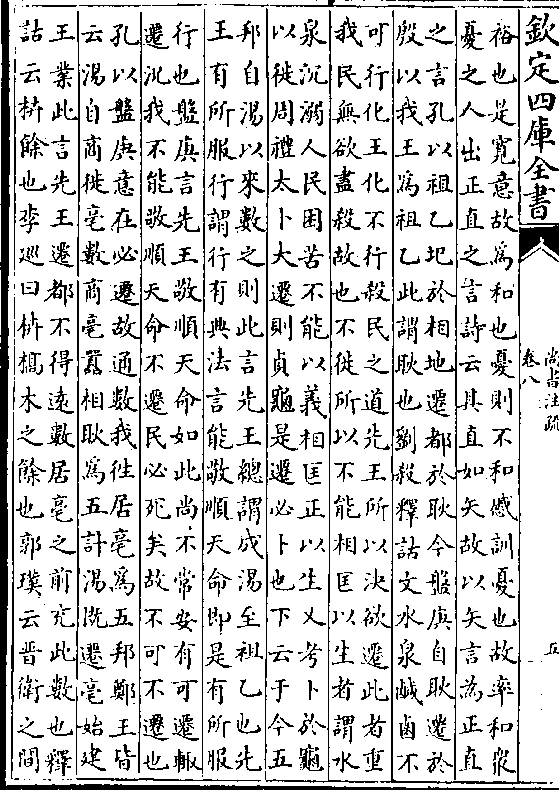 欽定四庫全書
尚書注疏
卷八
五
裕也是寛意故為和也憂則不和慼訓憂也故率和衆
憂之人出正直之言詩云其直如矢故以矢言為正直
之言孔以祖乙圮於相地遷都於耿今盤庚自耿遷於
殷以我王為祖乙此謂耿也劉殺釋詁文水泉鹹鹵不
可行化王化不行殺民之道先王所以決欲遷此者重
我民無欲盡殺故也不徙所以不能相匡以生者謂水
泉沉溺人民困苦不能以義相匡正以生又考卜於龜
以徙周禮太卜大遷則貞龜是遷必卜也下云于今五
邦自湯以來數之則此言先王總謂成湯至祖乙也先
王有所服行謂行有典法言能敬順天命即是有所服
行也盤庚言先王敬順天命如此尚不常安有可遷輙
遷况我不能敬順天命不遷民必死矣故不可不遷也
孔以盤庚意在必遷故通數我徃居亳為五邦鄭王皆
云湯自商徙亳數商亳囂相耿為五計湯既遷亳始建
王業此言先王遷都不得逺數居亳之前充此數也釋
詁云枿餘也李廵曰枿槁木之餘也郭璞云晉衛之間